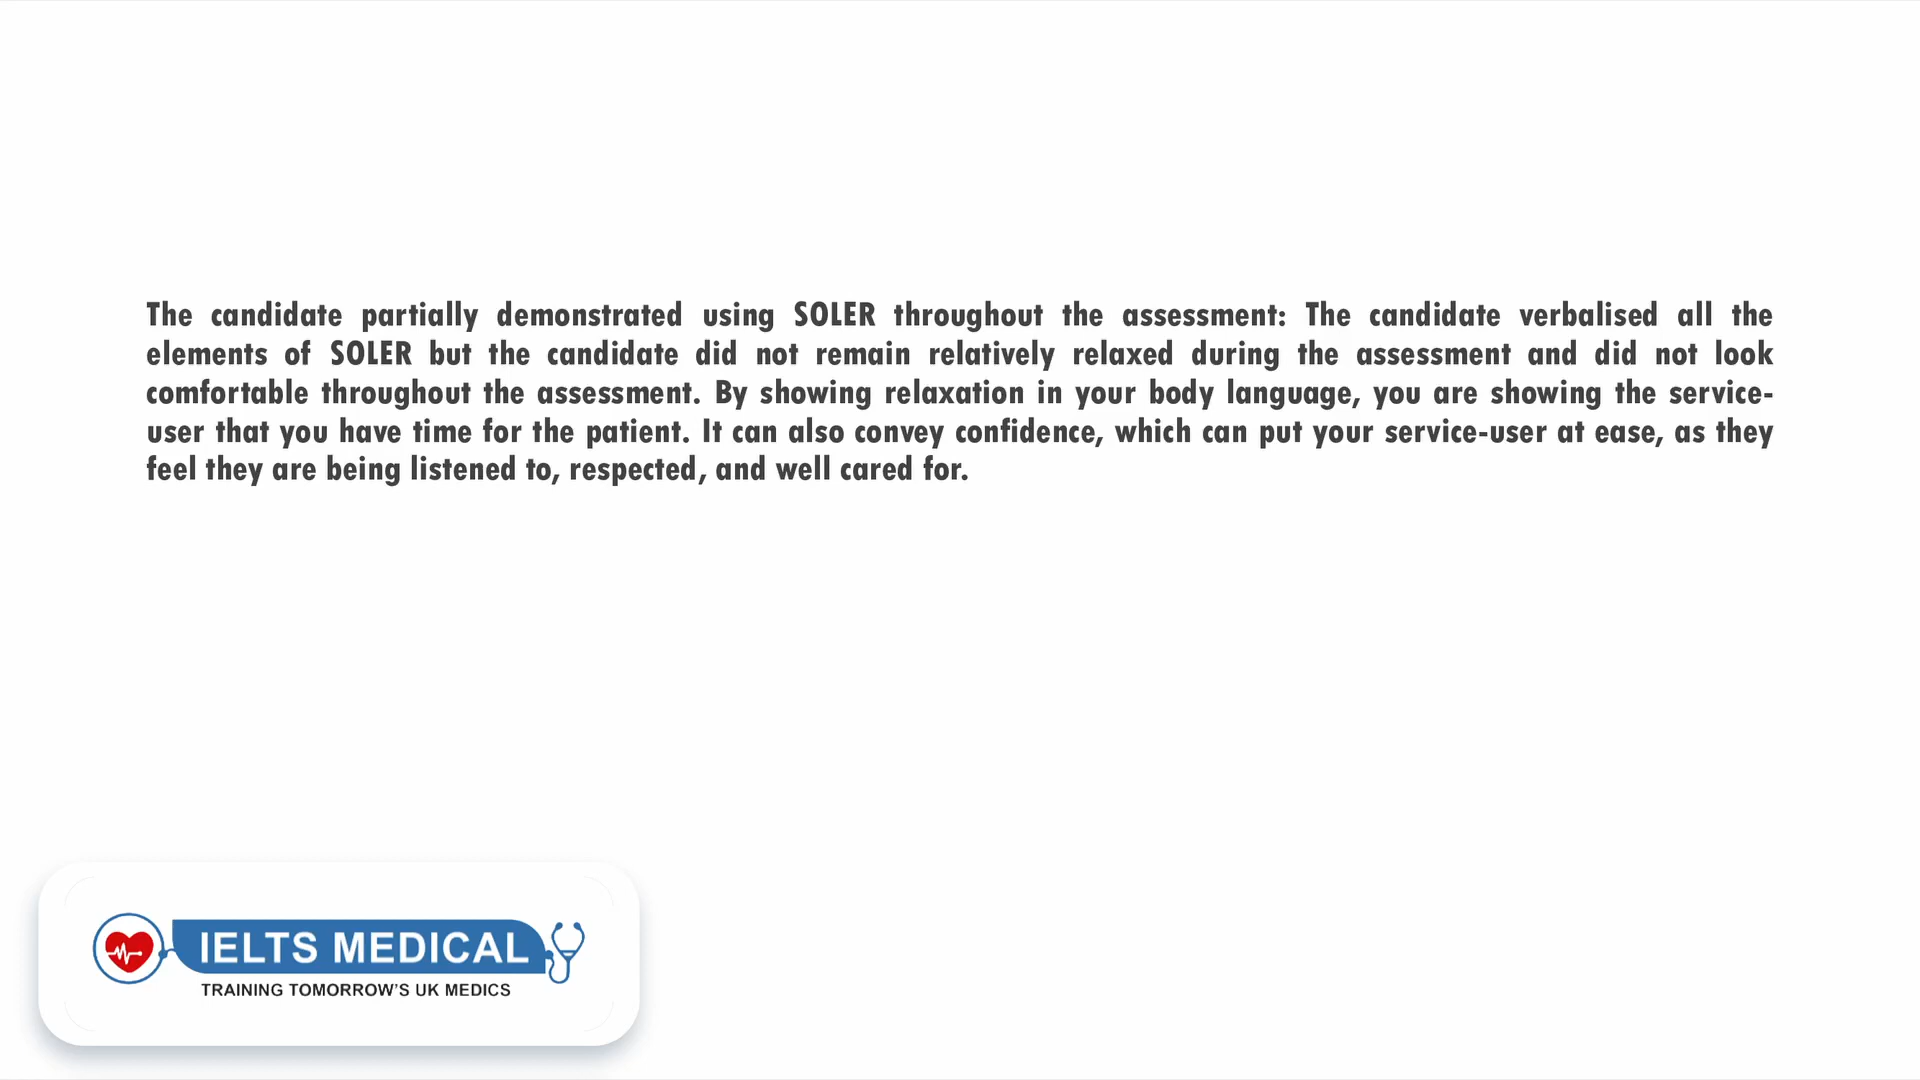 The candidate partially demonstrated using SOLER throughout the assessment: The candidate verbalised all the
elements of SOLER but the candidate did not remain relatively relaxed during the assessment and did not look
comfortable throughout the assessment. By showing relaxation in your body language, you are showing the service-
user that you have time for the patient. It can also convey confidence, which can put your service-user at ease, as they
feel they are being listened to, respected, and well cared for.
IELTS MEDICAL
TRAINING TOMORROW'S UK MEDICS